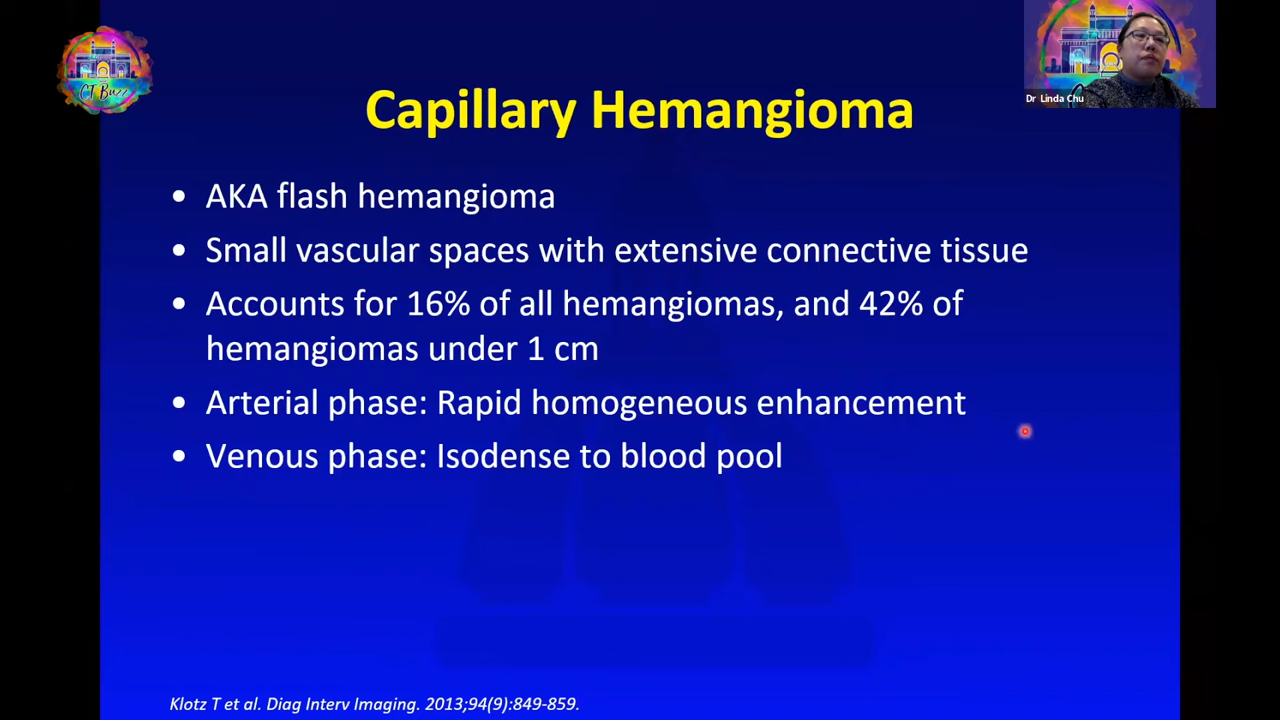 CT Buzz
Dr Linda Chu
Capillary Hemangioma
• AKA flash hemangioma
• Small vascular spaces with extensive connective tissue
• Accounts for 16% of all hemangiomas, and 42% of
hemangiomas under 1 cm
• Arterial phase: Rapid homogeneous enhancement
• Venous phase: Isodense to blood pool
Klotz T et al. Diag Interv Imaging. 2013;94(9):849-859.